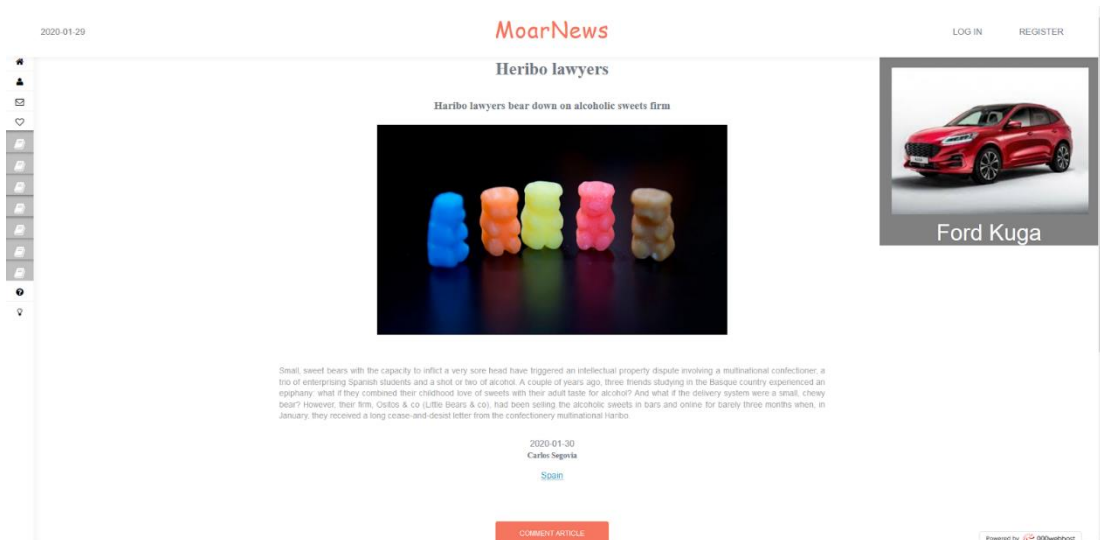 2020-01-29
MoarNews
LOG IN
REGISTER
Heribo lawyers
Haribo lawyers bear down on alcoholic sweets firm
Ford Kuga
Small, sweet bears with the capacity to inflict a very sore head have triggered an intellectual property dispute involving a multinational confectioner, a
trio of enterprising Spanish students and a shot or two of alcohol. A couple of years ago, three friends studying in the Basque country experienced an
epiphany: what if they combined their childhood love of sweets with their adult taste for alcohol? And what if the delivery system were a small, chewy
bear? However, their firm, Ositos & co (Little Bears & co), had been selling the alcoholic sweets in bars and online for barely three months when, in
January, they received a long cease-and-desist letter from the confectionery multinational Haribo.
2020-01-30
Carlos Segovia
Spain
COMMENT ARTICLE
Powered by 000webhost